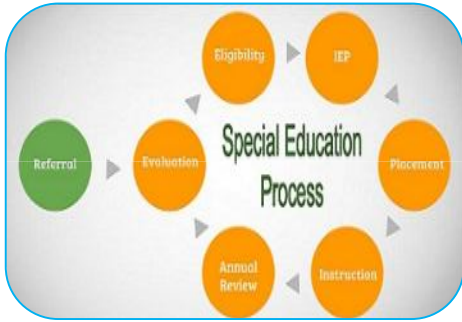 Eligibility
IEP
Referral
Evaluation
Special Education
Process
Placement
Annual
Review
Instruction